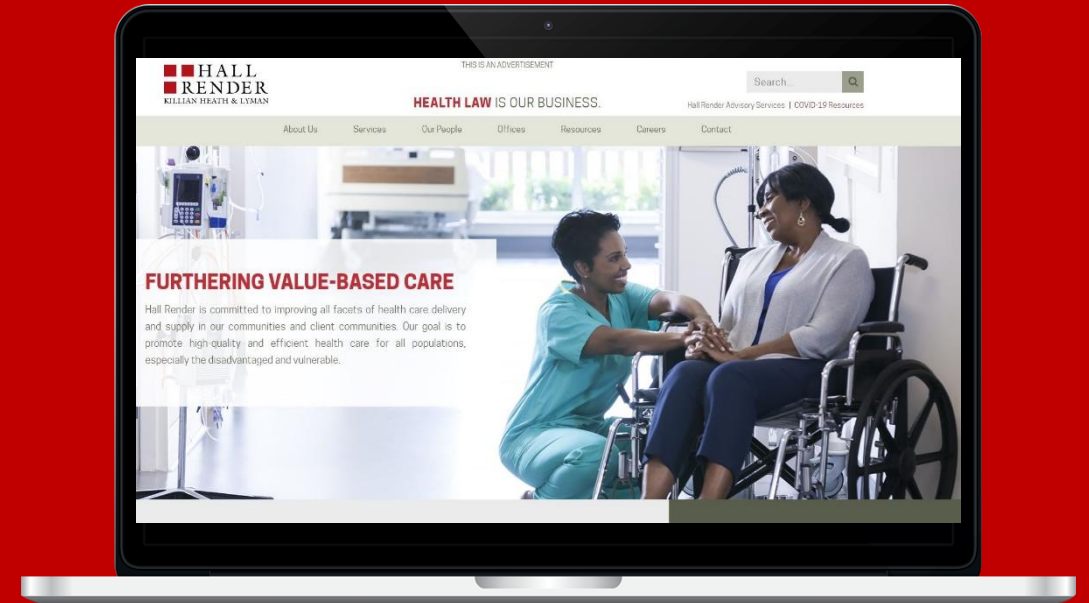 THIS IS AN ADVERTISEMENT
HALL
RENDER
KILLIAN HEATH & LYMAN
HEALTH LAW IS OUR BUSINESS.
Search...
Hall Render Advisory Services | COVID-19 Resources
About Us Services Our People Offices Resources Careers Contact
FURTHERING VALUE-BASED CARE
Hall Render is committed to improving all facets of health care delivery
and supply in our communities and client communities. Our goal is to
promote high-quality and efficient health care for all populations,
especially the disadvantaged and vulnerable.